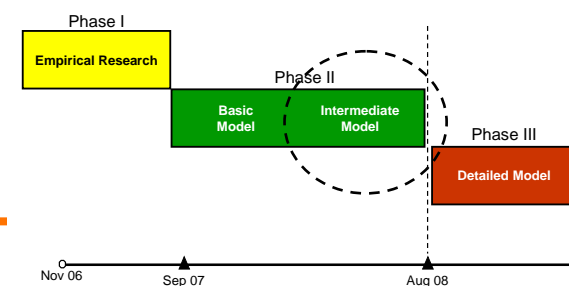 Phase I
Empirical Research
Phase II
Basic
Model
Intermediate
Model
Phase III
Detailed Model
Nov 06
Sep 07
Aug 08